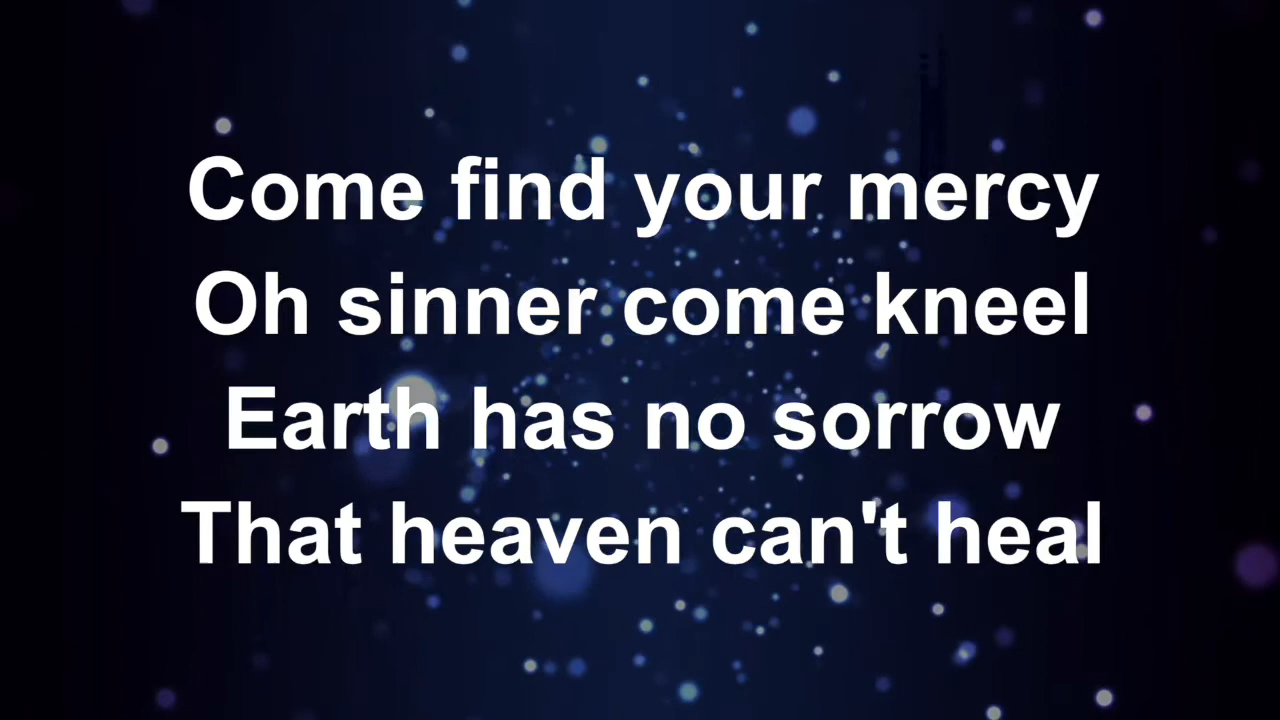 Come find your mercy
Oh sinner come kneel
Earth has no sorrow
That heaven can't heal